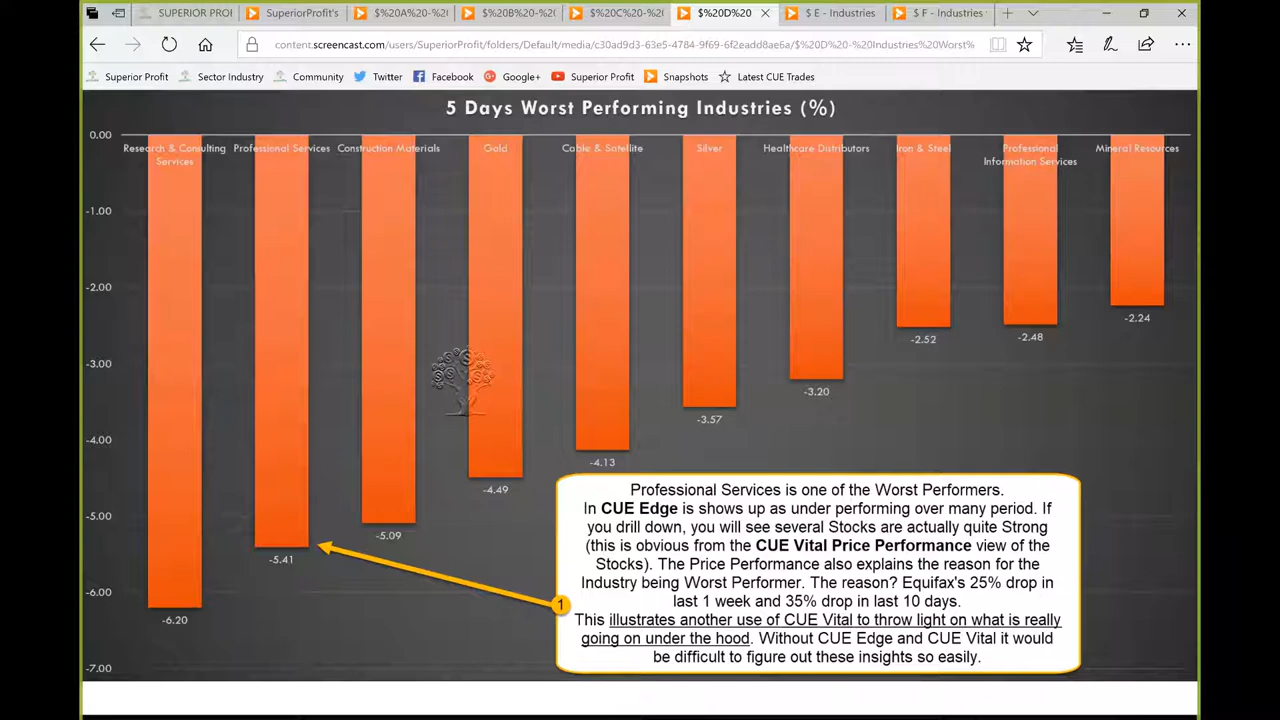 SUPERIOR PROI
SuperiorProfit's
$%20A%20-%20
$%20B%20-%20
$%20C%20-%20
$%20D%20
$ E - Industries
$ F - Industries
content.screencast.com/users/SuperiorProfit/folders/Default/media/c30ad9d3-63e5-4784-9f69-6f2eadd8ae6a/$%20D%20-%20Industries%20Worst%
Superior Profit
Sector Industry
Community
Twitter
Facebook
Google+
Superior Profit
Snapshots
Latest CUE Trades
5 Days Worst Performing Industries (%)
0.00
-1.00
-2.00
-3.00
-4.00
-5.00
-6.00
-7.00
Research & Consulting
Services
Professional Services
Construction Materials
Gold
Cable & Satellite
Silver
Healthcare Distributors
Iron & Steel
Professional
Information Services
Mineral Resources
-6.20
-5.41
-5.09
-4.49
-4.13
-3.57
-3.20
-2.52
-2.48
-2.24
1
Professional Services is one of the Worst Performers.
In CUE Edge is shows up as under performing over many period. If
you drill down, you will see several Stocks are actually quite Strong
(this is obvious from the CUE Vital Price Performance view of the
Stocks). The Price Performance also explains the reason for the
Industry being Worst Performer. The reason? Equifax's 25% drop in
last 1 week and 35% drop in last 10 days.
This illustrates another use of CUE Vital to throw light on what is really
going on under the hood. Without CUE Edge and CUE Vital it would
be difficult to figure out these insights so easily.